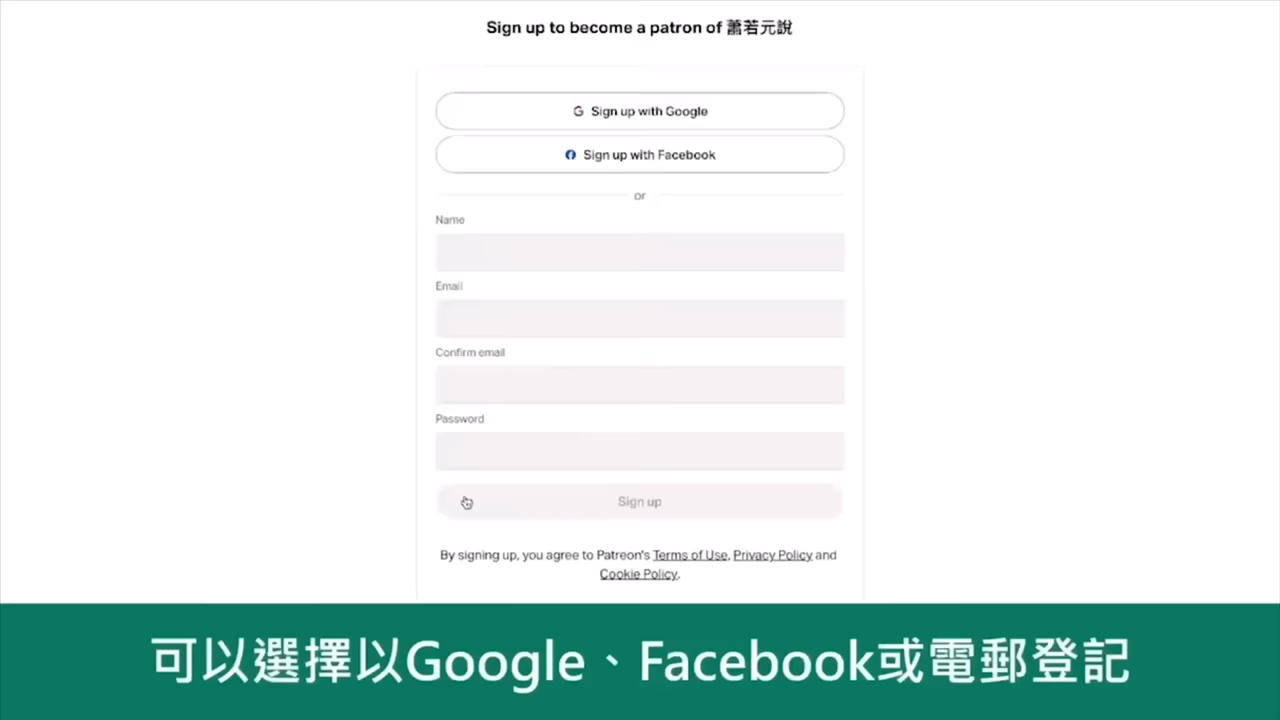 Sign up to become a patron of 蕭若元說
Sign up with Google
Sign up with Facebook
or
Name
Email
Confirm email
Password
Sign up
By signing up, you agree to Patreon's Terms of Use, Privacy Policy and
Cookie Policy.
可以選擇以Google、Facebook或電郵登記